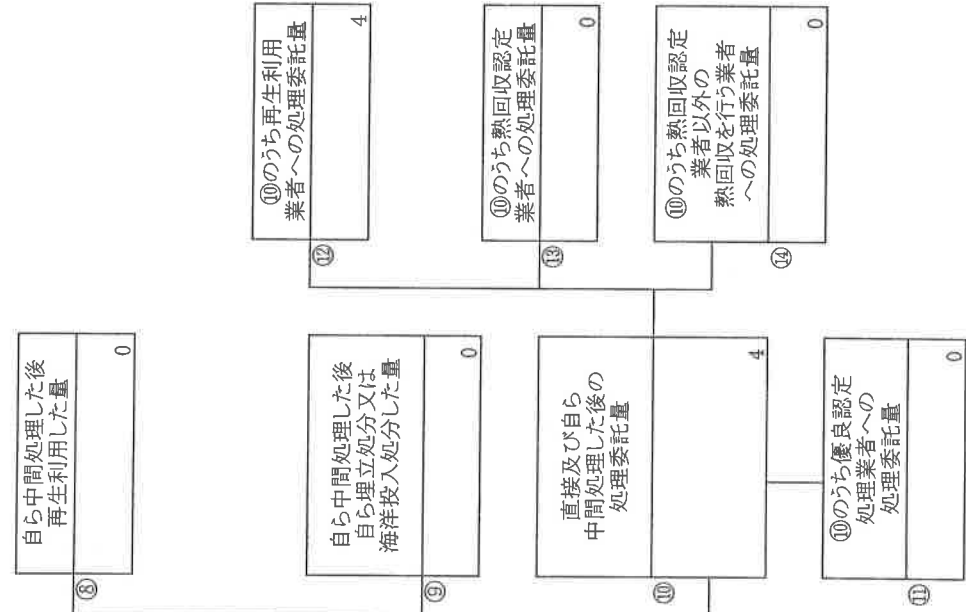 ⑧
自ら中間処理した後
再生利用した量
0
⑨
自ら中間処理した後
自ら埋立処分又は
海洋投入処分した量
0
⑩
直接及び自ら
中間処理した後の
処理委託量
4
⑪
⑩のうち優良認定
処理業者への
処理委託量
0
⑫
⑩のうち再生利用
業者への処理委託量
4
⑬
⑩のうち熱回収認定
業者への処理委託量
0
⑭
⑩のうち熱回収認定
業者以外の
熱回収を行う業者
への処理委託量
0